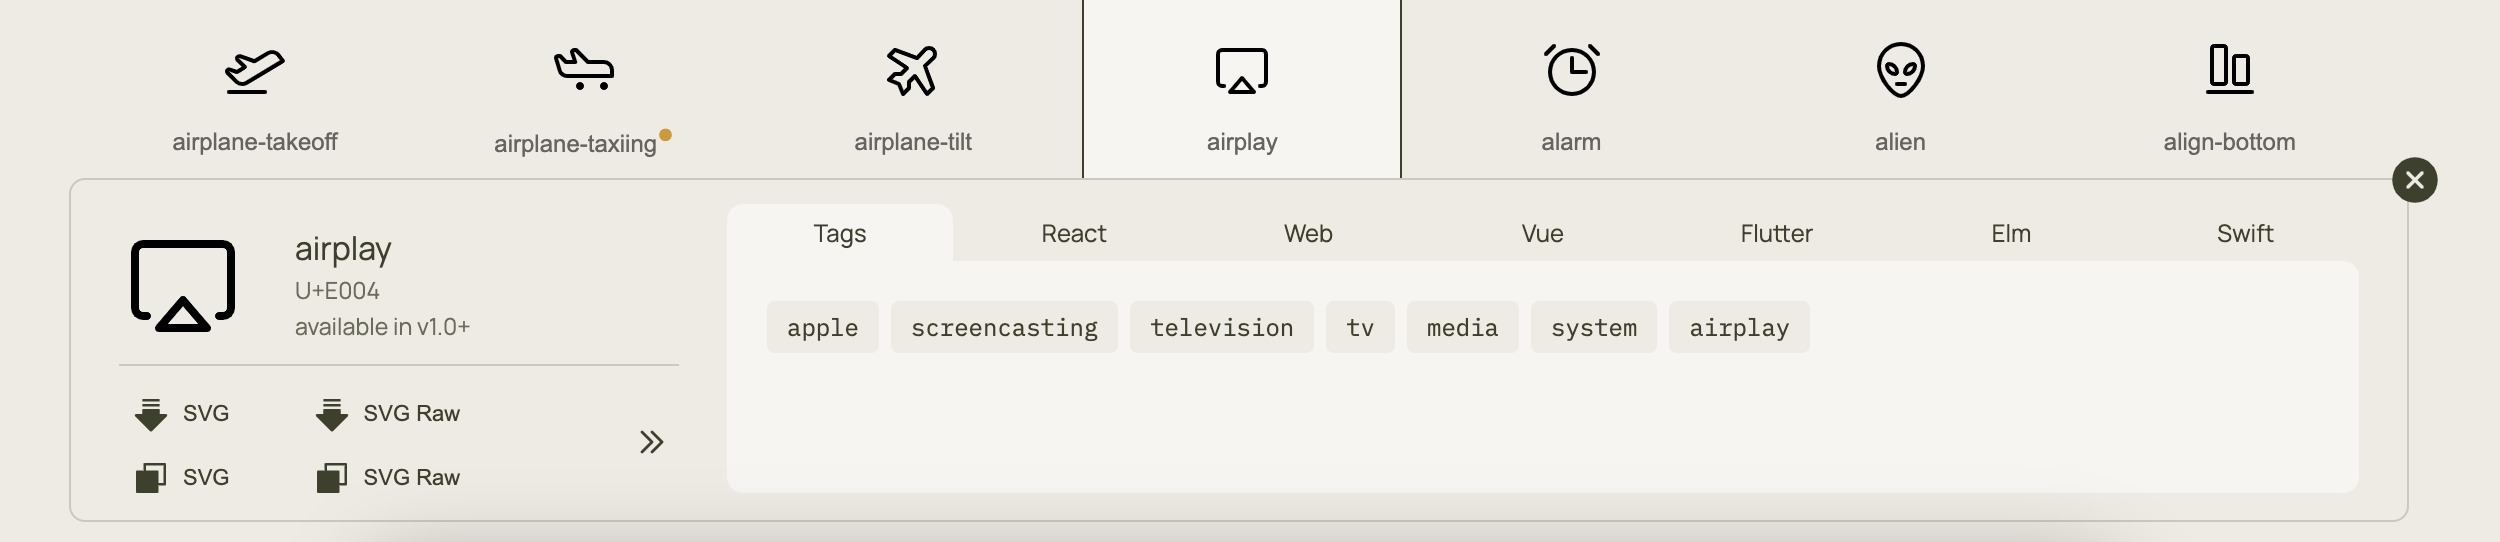 airplane-takeoff airplane-taxiing airplane-tilt airplay alarm alien align-bottom
airplay
U+E004
available in v1.0+
SVG SVG Raw
SVG SVG Raw
Tags React Web Vue Flutter Elm Swift
apple screencasting television tv media system airplay